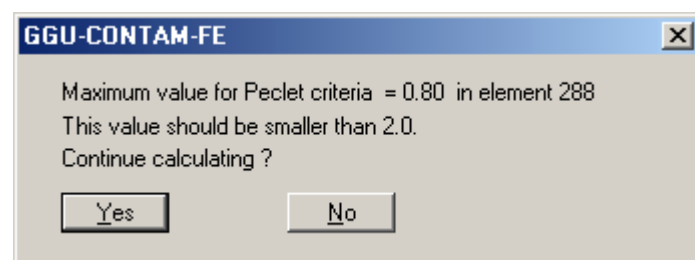 GGU-CONTAM-FE
Maximum value for Peclet criteria = 0.80 in element 288
This value should be smaller than 2.0.
Continue calculating ?
Yes No